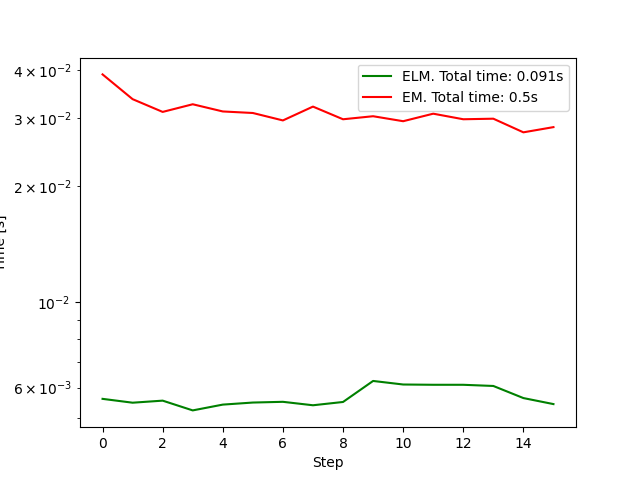 4 × 10⁻²
3 × 10⁻²
2 × 10⁻²
10⁻²
6 × 10⁻³
ELM. Total time: 0.091s
EM. Total time: 0.5s
0 2 4 6 8 10 12 14
Step